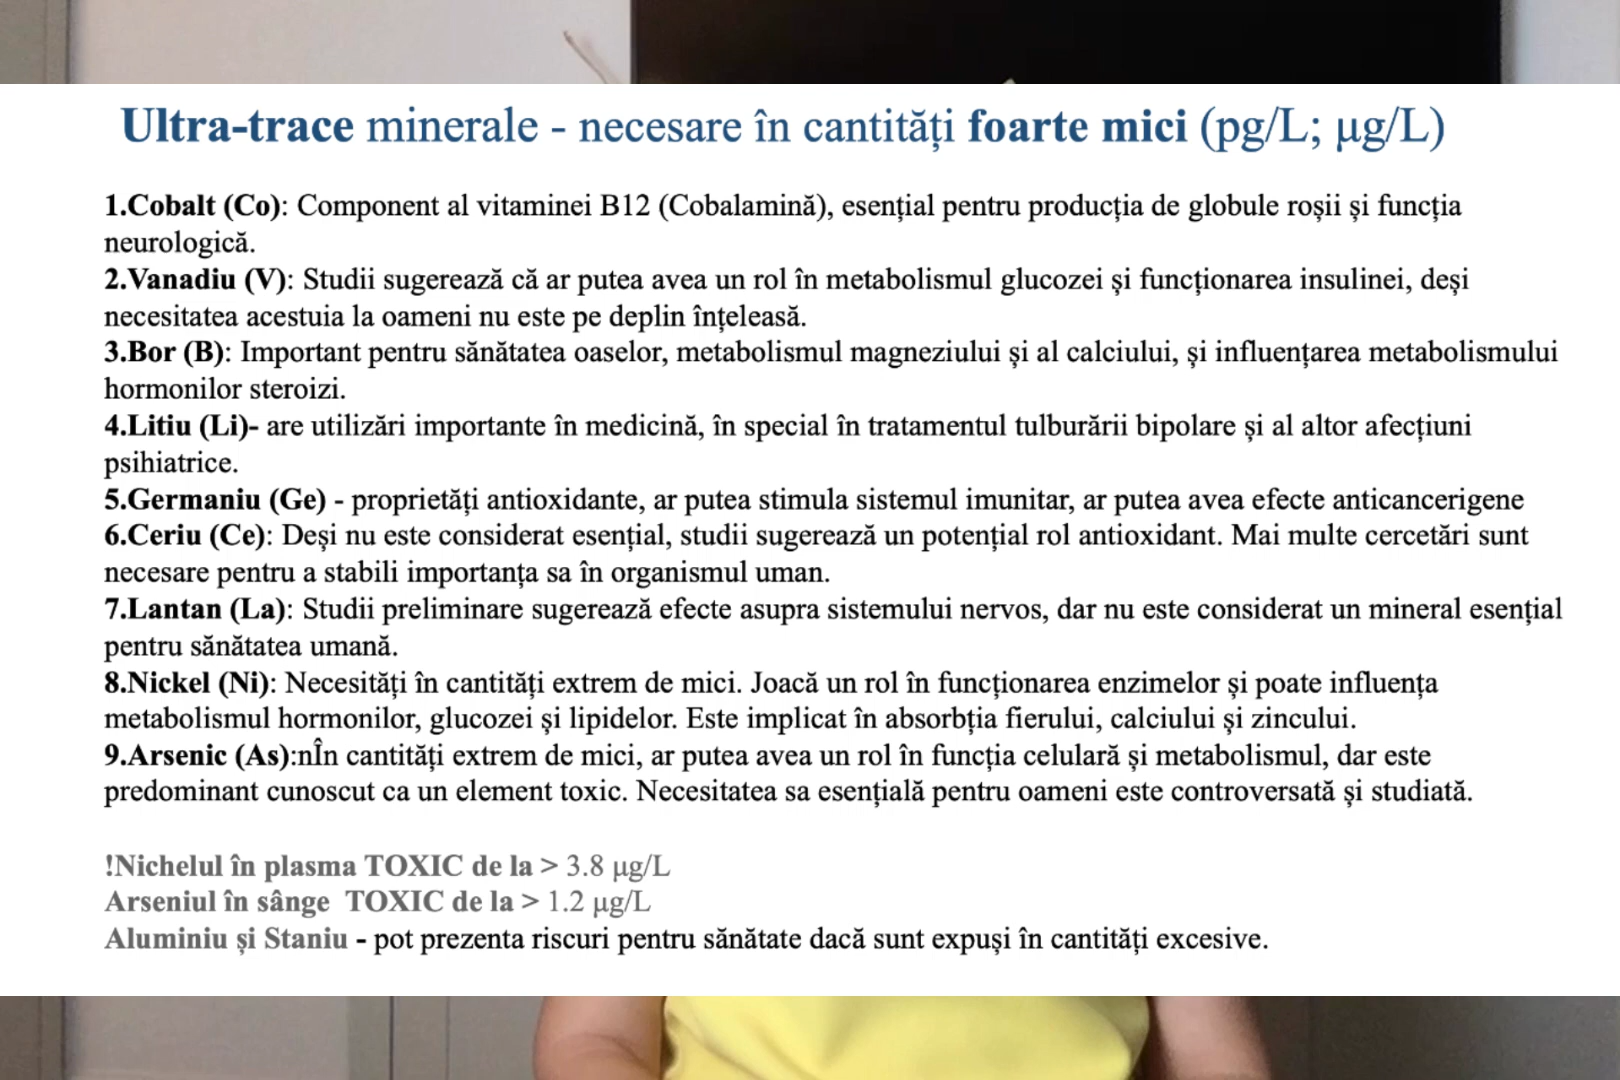 Ultra-trace minerale - necesare în cantități foarte mici (pg/L; µg/L)
1.Cobalt (Co): Component al vitaminei B12 (Cobalamină), esențial pentru producția de globule roșii și funcția
neurologică.
2.Vanadiu (V): Studii sugerează că ar putea avea un rol în metabolismul glucozei și funcționarea insulinei, deși
necesitatea acestuia la oameni nu este pe deplin înțeleasă.
3.Bor (B): Important pentru sănătatea oaselor, metabolismul magneziului și al calciului, și influențarea metabolismului
hormonilor steroizi.
4.Litiu (Li)- are utilizări importante în medicină, în special în tratamentul tulburării bipolare și al altor afecțiuni
psihiatrice.
5.Germaniu (Ge) - proprietăți antioxidante, ar putea stimula sistemul imunitar, ar putea avea efecte anticancerigene
6.Ceriu (Ce): Deși nu este considerat esențial, studii sugerează un potențial rol antioxidant. Mai multe cercetări sunt
necesare pentru a stabili importanța sa în organismul uman.
7.Lantan (La): Studii preliminare sugerează efecte asupra sistemului nervos, dar nu este considerat un mineral esențial
pentru sănătatea umană.
8.Nickel (Ni): Necesități în cantități extrem de mici. Joacă un rol în funcționarea enzimelor și poate influența
metabolismul hormonilor, glucozei și lipidelor. Este implicat în absorbția fierului, calciului și zincului.
9.Arsenic (As):nÎn cantități extrem de mici, ar putea avea un rol în funcția celulară și metabolismul, dar este
predominant cunoscut ca un element toxic. Necesitatea sa esențială pentru oameni este controversată și studiată.
!Nichelul în plasma TOXIC de la > 3.8 µg/L
Arseniul în sânge TOXIC de la > 1.2 µg/L
Aluminiu și Staniu - pot prezenta riscuri pentru sănătate dacă sunt expuși în cantități excesive.